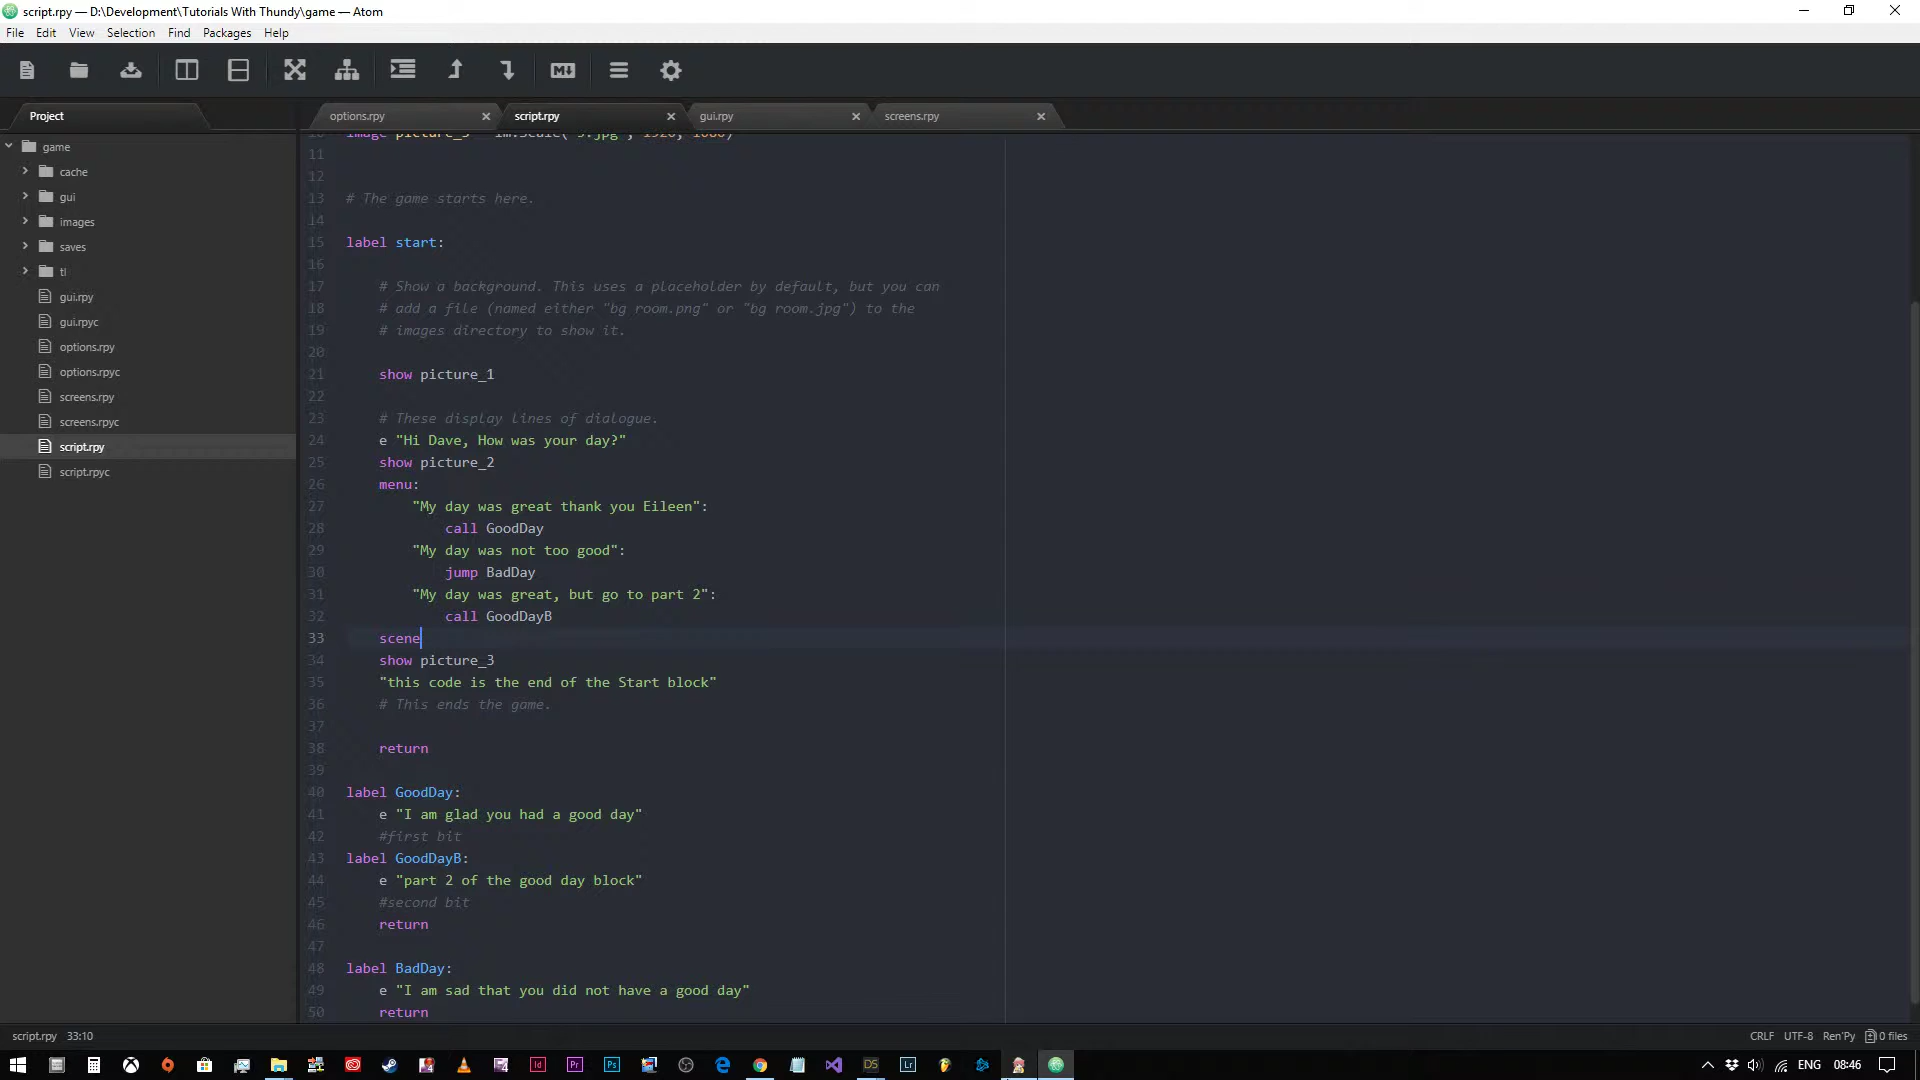 script.rpy — D:\Development\Tutorials With Thundy\game — Atom
File Edit View Selection Find Packages Help
Project
options.rpy
script.rpy
gui.rpy
screens.rpy
game
cache
gui
images
saves
tl
gui.rpy
gui.rpyc
options.rpy
options.rpyc
screens.rpy
screens.rpyc
script.rpy
script.rpyc
11
12
13 # The game starts here.
14
15 label start:
16
17 # Show a background. This uses a placeholder by default, but you can
18 # add a file (named either "bg room.png" or "bg room.jpg") to the
19 # images directory to show it.
20
21 show picture_1
22
23 # These display lines of dialogue.
24 e "Hi Dave, How was your day?"
25 show picture_2
26 menu:
27 "My day was great thank you Eileen":
28 call GoodDay
29 "My day was not too good":
30 jump BadDay
31 "My day was great, but go to part 2":
32 call GoodDayB
33 scene
34 show picture_3
35 "this code is the end of the Start block"
36 # This ends the game.
37
38 return
39
40 label GoodDay:
41 e "I am glad you had a good day"
42 #first bit
43 label GoodDayB:
44 e "part 2 of the good day block"
45 #second bit
46 return
47
48 label BadDay:
49 e "I am sad that you did not have a good day"
50 return
script.rpy 33:10
CRLF UTF-8 Ren'Py 0 files
ENG 08:46